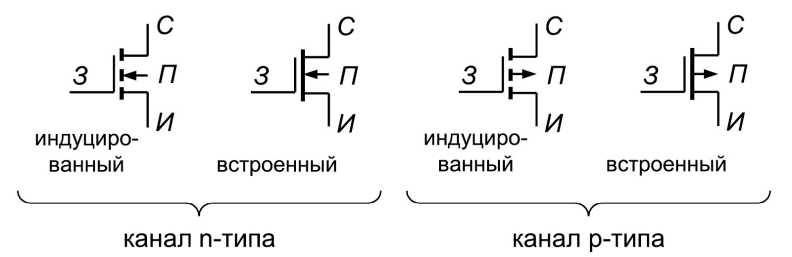 С С С С
З П З П З П З П
И И И И
индуциро-
ванный
встроенный
индуциро-
ванный
встроенный
канал n-типа
канал p-типа